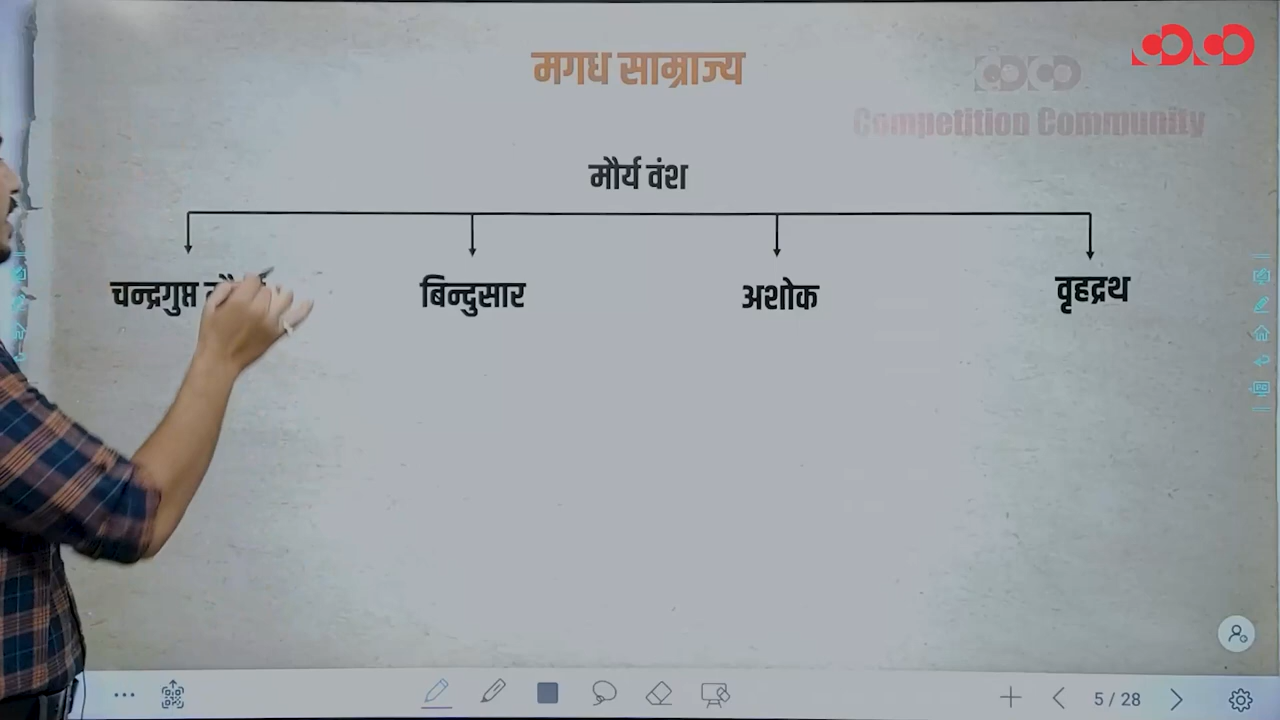 मगध साम्राज्य
Competition Community
मौर्य वंश
चन्द्रगुप्त
बिन्दुसार
अशोक
वृहद्रथ
5 / 28